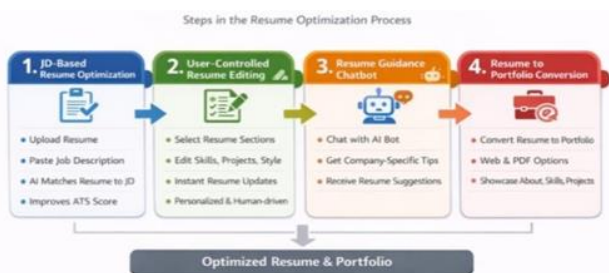 Steps in the Resume Optimization Process
1. JD-Based
Resume Optimization
• Upload Resume
• Paste Job Description
• AI Matches Resume to JD
• Improves ATS Score
2. User-Controlled
Resume Editing
• Select Resume Sections
• Edit Skills, Projects, Style
• Instant Resume Updates
• Personalized & Human-driven
3. Resume Guidance
Chatbot
• Chat with AI Bot
• Get Company-Specific Tips
• Receive Resume Suggestions
4. Resume to
Portfolio Conversion
• Convert Resume to Portfolio
• Web & PDF Options
• Showcase About, Skills, Projects
Optimized Resume & Portfolio